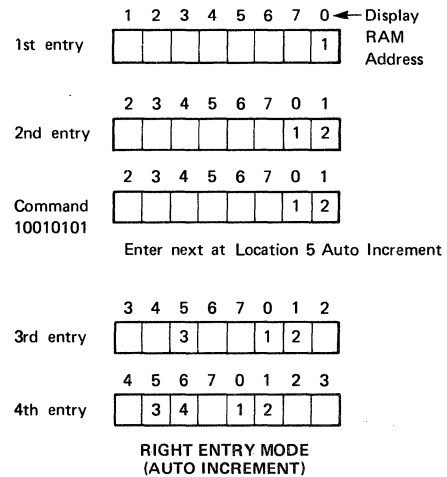 1 2 3 4 5 6 7 0 Display
RAM
Address
1st entry 1
2 3 4 5 6 7 0 1
2nd entry 1 2
2 3 4 5 6 7 0 1
Command 1 2
10010101
Enter next at Location 5 Auto Increment
3 4 5 6 7 0 1 2
3rd entry 3 1 2
4 5 6 7 0 1 2 3
4th entry 3 4 1 2
RIGHT ENTRY MODE
(AUTO INCREMENT)